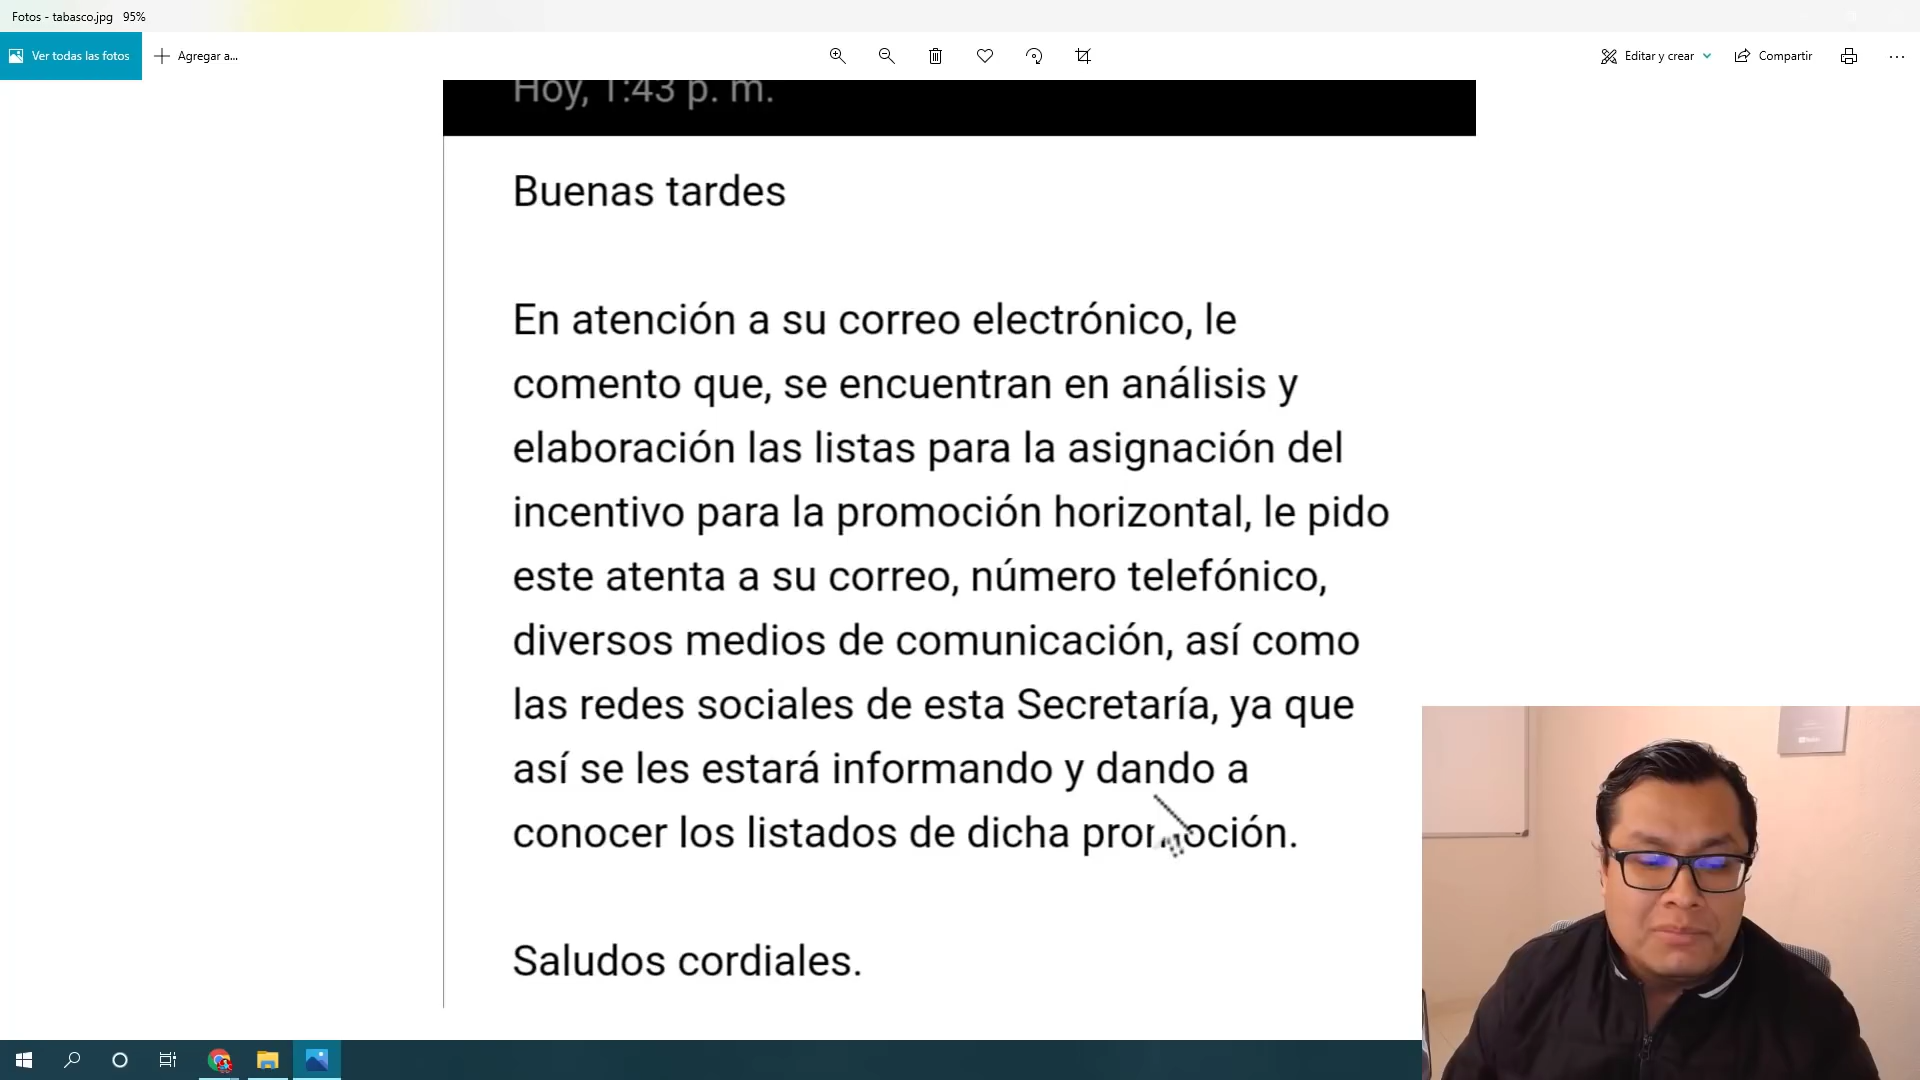 Fotos - tabasco.jpg 95%
Ver todas las fotos
Agregar a...
Editar y crear
Compartir
Hoy, 1:43 p. m.
Buenas tardes
En atención a su correo electrónico, le
comento que, se encuentran en análisis y
elaboración las listas para la asignación del
incentivo para la promoción horizontal, le pido
este atenta a su correo, número telefónico,
diversos medios de comunicación, así como
las redes sociales de esta Secretaría, ya que
así se les estará informando y dando a
conocer los listados de dicha promoción.
Saludos cordiales.